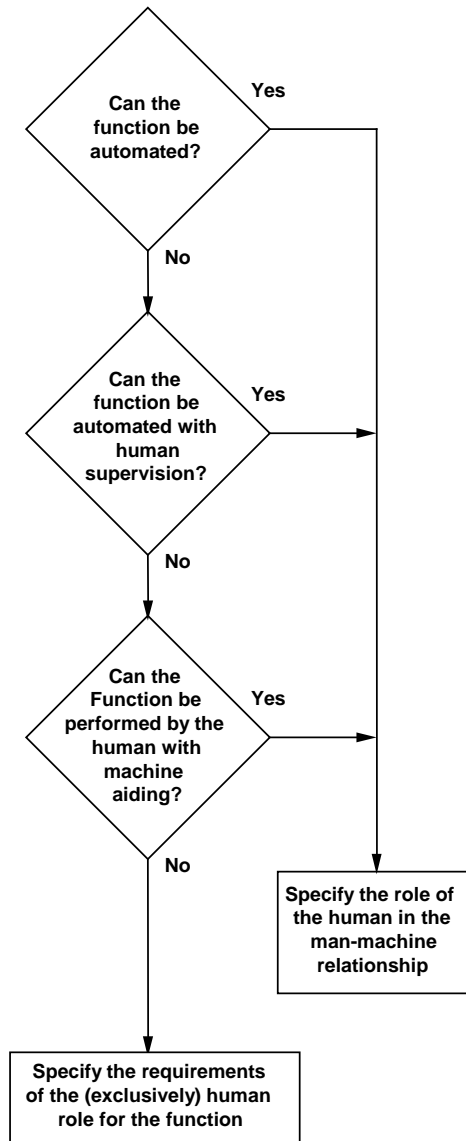 Can the
function be
automated?
Yes
No
Can the
function be
automated with
human
supervision?
Yes
No
Can the
Function be
performed by the
human with
machine
aiding?
Yes
No
Specify the role of
the human in the
man-machine
relationship
Specify the requirements
of the (exclusively) human
role for the function